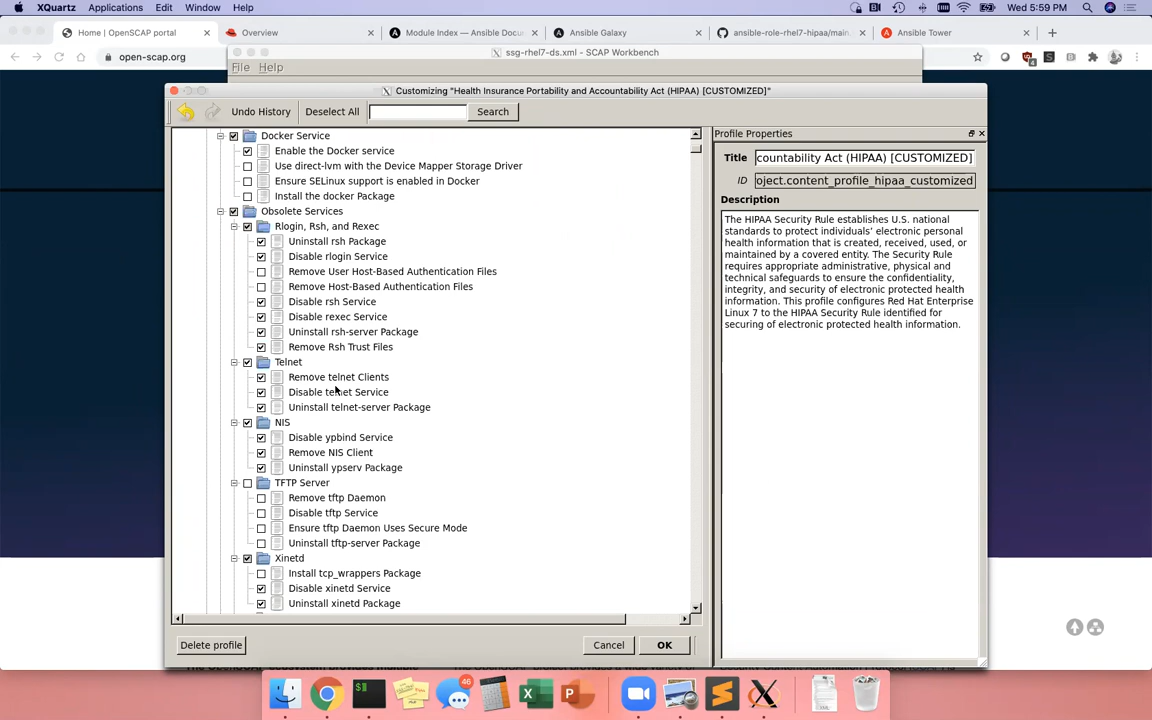 XQuartz Applications Edit Window Help Wed 5:59 PM
Home | OpenSCAP portal Overview Module Index — Ansible Docu Ansible Galaxy ansible-role-rhel7-hipaa/main. Ansible Tower
open-scap.org
ssg-rhel7-ds.xml - SCAP Workbench
File Help
Customizing "Health Insurance Portability and Accountability Act (HIPAA) [CUSTOMIZED]"
Undo History Deselect All Search
Docker Service
Enable the Docker service
Use direct-lvm with the Device Mapper Storage Driver
Ensure SELinux support is enabled in Docker
Install the docker Package
Obsolete Services
Rlogin, Rsh, and Rexec
Uninstall rsh Package
Disable rlogin Service
Remove User Host-Based Authentication Files
Remove Host-Based Authentication Files
Disable rsh Service
Disable rexec Service
Uninstall rsh-server Package
Remove Rsh Trust Files
Telnet
Remove telnet Clients
Disable telnet Service
Uninstall telnet-server Package
NIS
Disable ypbind Service
Remove NIS Client
Uninstall ypserv Package
TFTP Server
Remove tftp Daemon
Disable tftp Service
Ensure tftp Daemon Uses Secure Mode
Uninstall tftp-server Package
Xinetd
Install tcp_wrappers Package
Disable xinetd Service
Uninstall xinetd Package
Delete profile Cancel OK
Profile Properties
Title countability Act (HIPAA) [CUSTOMIZED]
ID oject.content_profile_hipaa_customized
Description
The HIPAA Security Rule establishes U.S. national
standards to protect individuals' electronic personal
health information that is created, received, used, or
maintained by a covered entity. The Security Rule
requires appropriate administrative, physical and
technical safeguards to ensure the confidentiality,
integrity, and security of electronic protected health
information. This profile configures Red Hat Enterprise
Linux 7 to the HIPAA Security Rule identified for
securing of electronic protected health information.
46